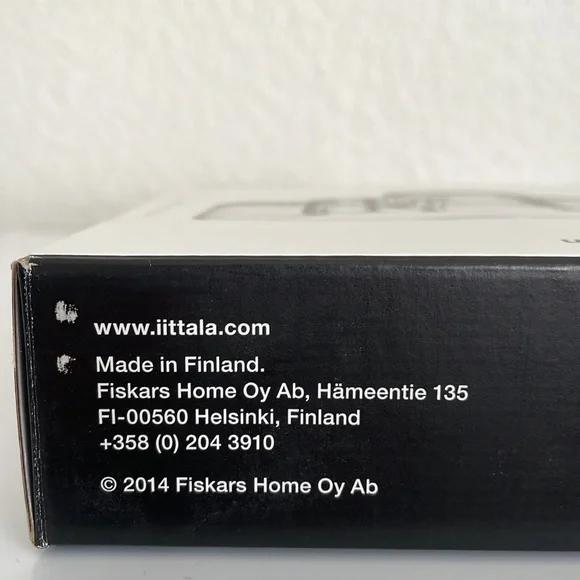 www.iittala.com
Made in Finland.
Fiskars Home Oy Ab, Hämeentie 135
FI-00560 Helsinki, Finland
+358 (0) 204 3910
© 2014 Fiskars Home Oy Ab